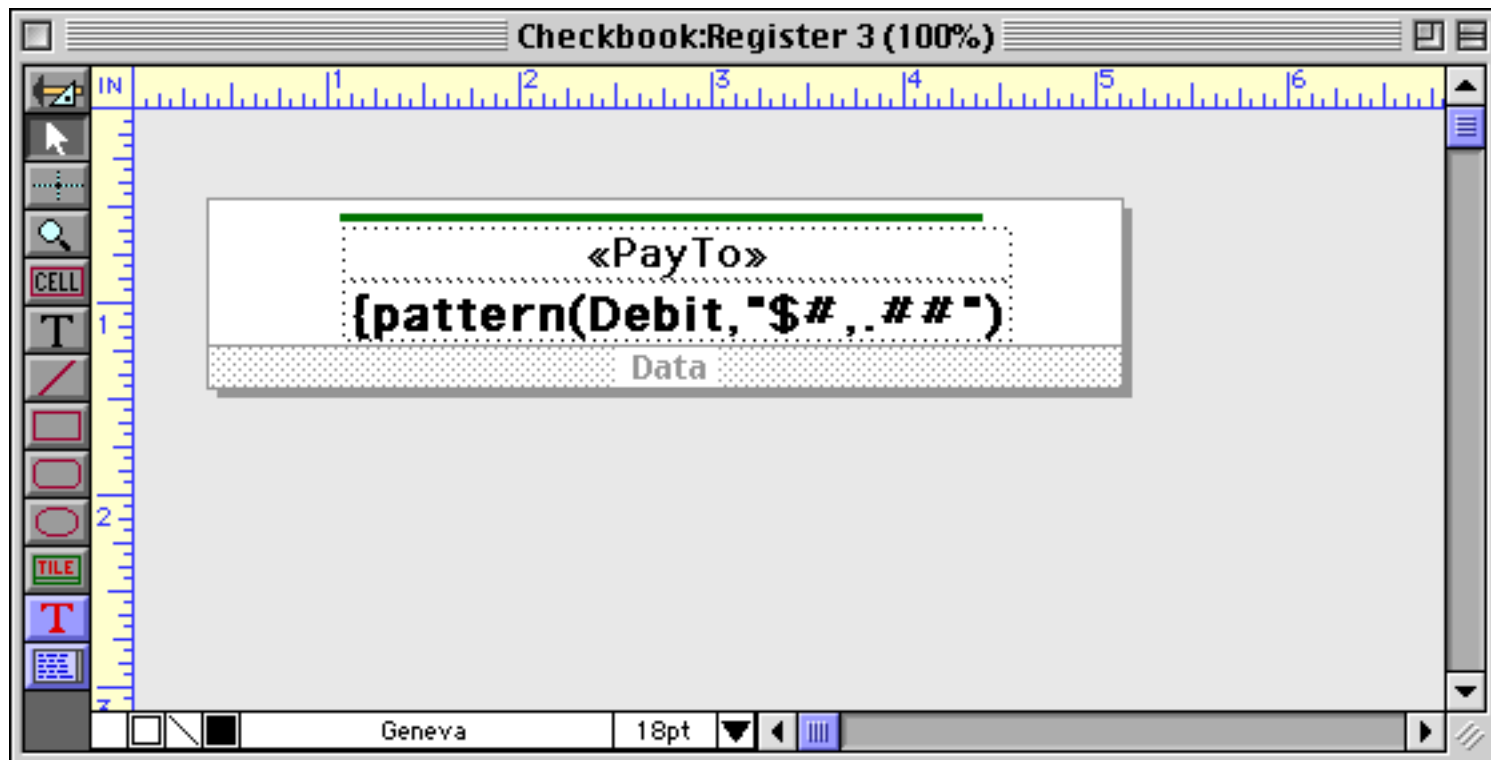 Checkbook:Register 3 (100%)
IN 1 2 3 4 5 6
CELL
T
1
TILE
T
2
3
«PayTo»
{pattern(Debit,"$#,.##")
Data
Geneva 18pt